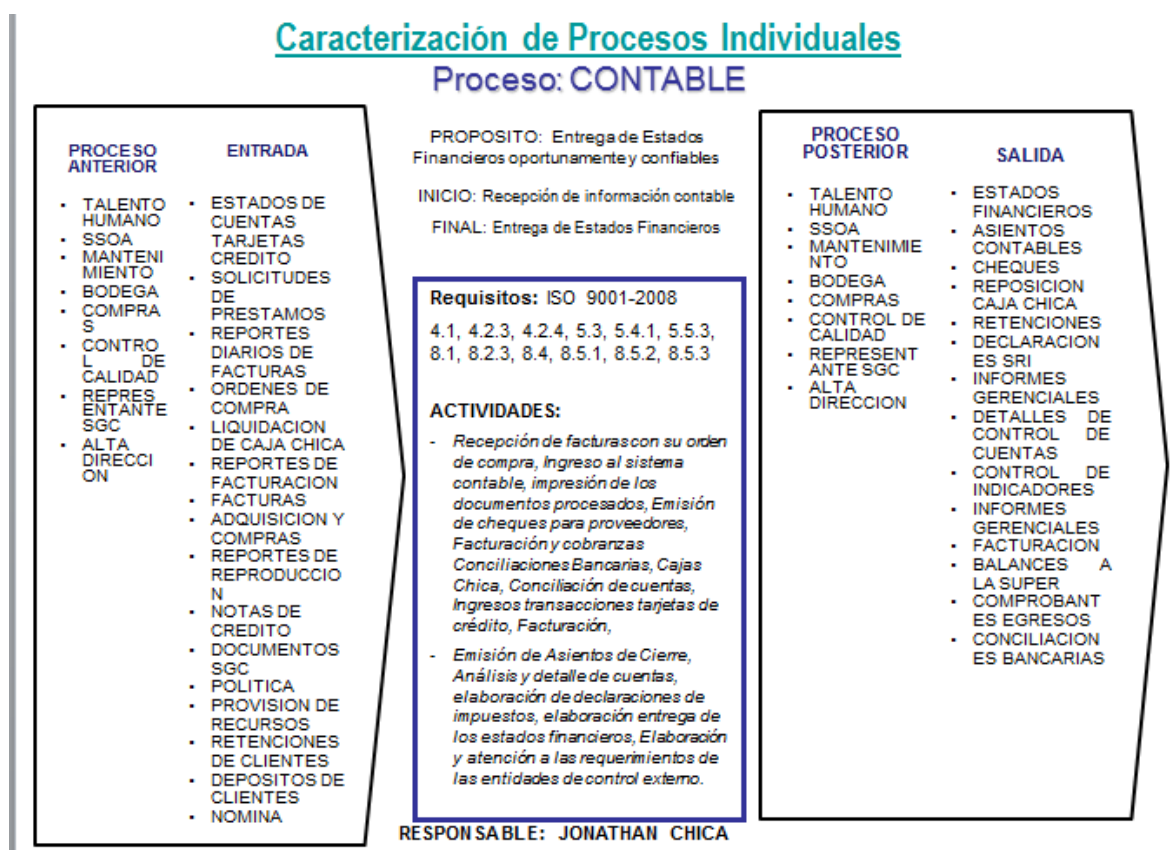 Caracterización de Procesos Individuales
Proceso: CONTABLE
PROCESO
ANTERIOR
• TALENTO
HUMANO
• SSOA
• MANTENI
MIENTO
• BODEGA
• COMPRA
S
• CONTRO
L DE
CALIDAD
• REPRES
ENTANTE
SGC
• ALTA
DIRECCI
ON
ENTRADA
• ESTADOS DE
CUENTAS
TARJETAS
CREDITO
• SOLICITUDES
DE
PRESTAMOS
• REPORTES
DIARIOS DE
FACTURAS
• ORDENES DE
COMPRA
• LIQUIDACION
DE CAJA CHICA
• REPORTES DE
FACTURACION
• FACTURAS
• ADQUISICION Y
COMPRAS
• REPORTES DE
REPRODUCCIO
N
• NOTAS DE
CREDITO
• DOCUMENTOS
SGC
• POLITICA
• PROVISION DE
RECURSOS
• RETENCIONES
DE CLIENTES
• DEPOSITOS DE
CLIENTES
• NOMINA
PROPOSITO: Entrega de Estados
Financieros oportunamente y confiables
INICIO: Recepción de información contable
FINAL: Entrega de Estados Financieros
Requisitos: ISO 9001-2008
4.1, 4.2.3, 4.2.4, 5.3, 5.4.1, 5.5.3,
8.1, 8.2.3, 8.4, 8.5.1, 8.5.2, 8.5.3
ACTIVIDADES:
- Recepción de facturas con su orden
de compra, Ingreso al sistema
contable, impresión de los
documentos procesados, Emisión
de cheques para proveedores,
Facturación y cobranzas
Conciliaciones Bancarias, Cajas
Chica, Conciliación de cuentas,
Ingresos transacciones tarjetas de
crédito, Facturación,
- Emisión de Asientos de Cierre,
Análisis y detalle de cuentas,
elaboración de declaraciones de
impuestos, elaboración entrega de
los estados financieros, Elaboración
y atención a las requerimientos de
las entidades de control externo.
RESPONSABLE: JONATHAN CHICA
PROCESO
POSTERIOR
• TALENTO
HUMANO
• SSOA
• MANTENIMIE
NTO
• BODEGA
• COMPRAS
• CONTROL DE
CALIDAD
• REPRESENT
ANTE SGC
• ALTA
DIRECCION
SALIDA
• ESTADOS
FINANCIEROS
• ASIENTOS
CONTABLES
• CHEQUES
• REPOSICION
CAJA CHICA
• RETENCIONES
• DECLARACION
ES SRI
• INFORMES
GERENCIALES
• DETALLES DE
CONTROL DE
CUENTAS
• CONTROL DE
INDICADORES
• INFORMES
GERENCIALES
• FACTURACION
• BALANCES A
LA SUPER
• COMPROBANT
ES EGRESOS
• CONCILIACION
ES BANCARIAS